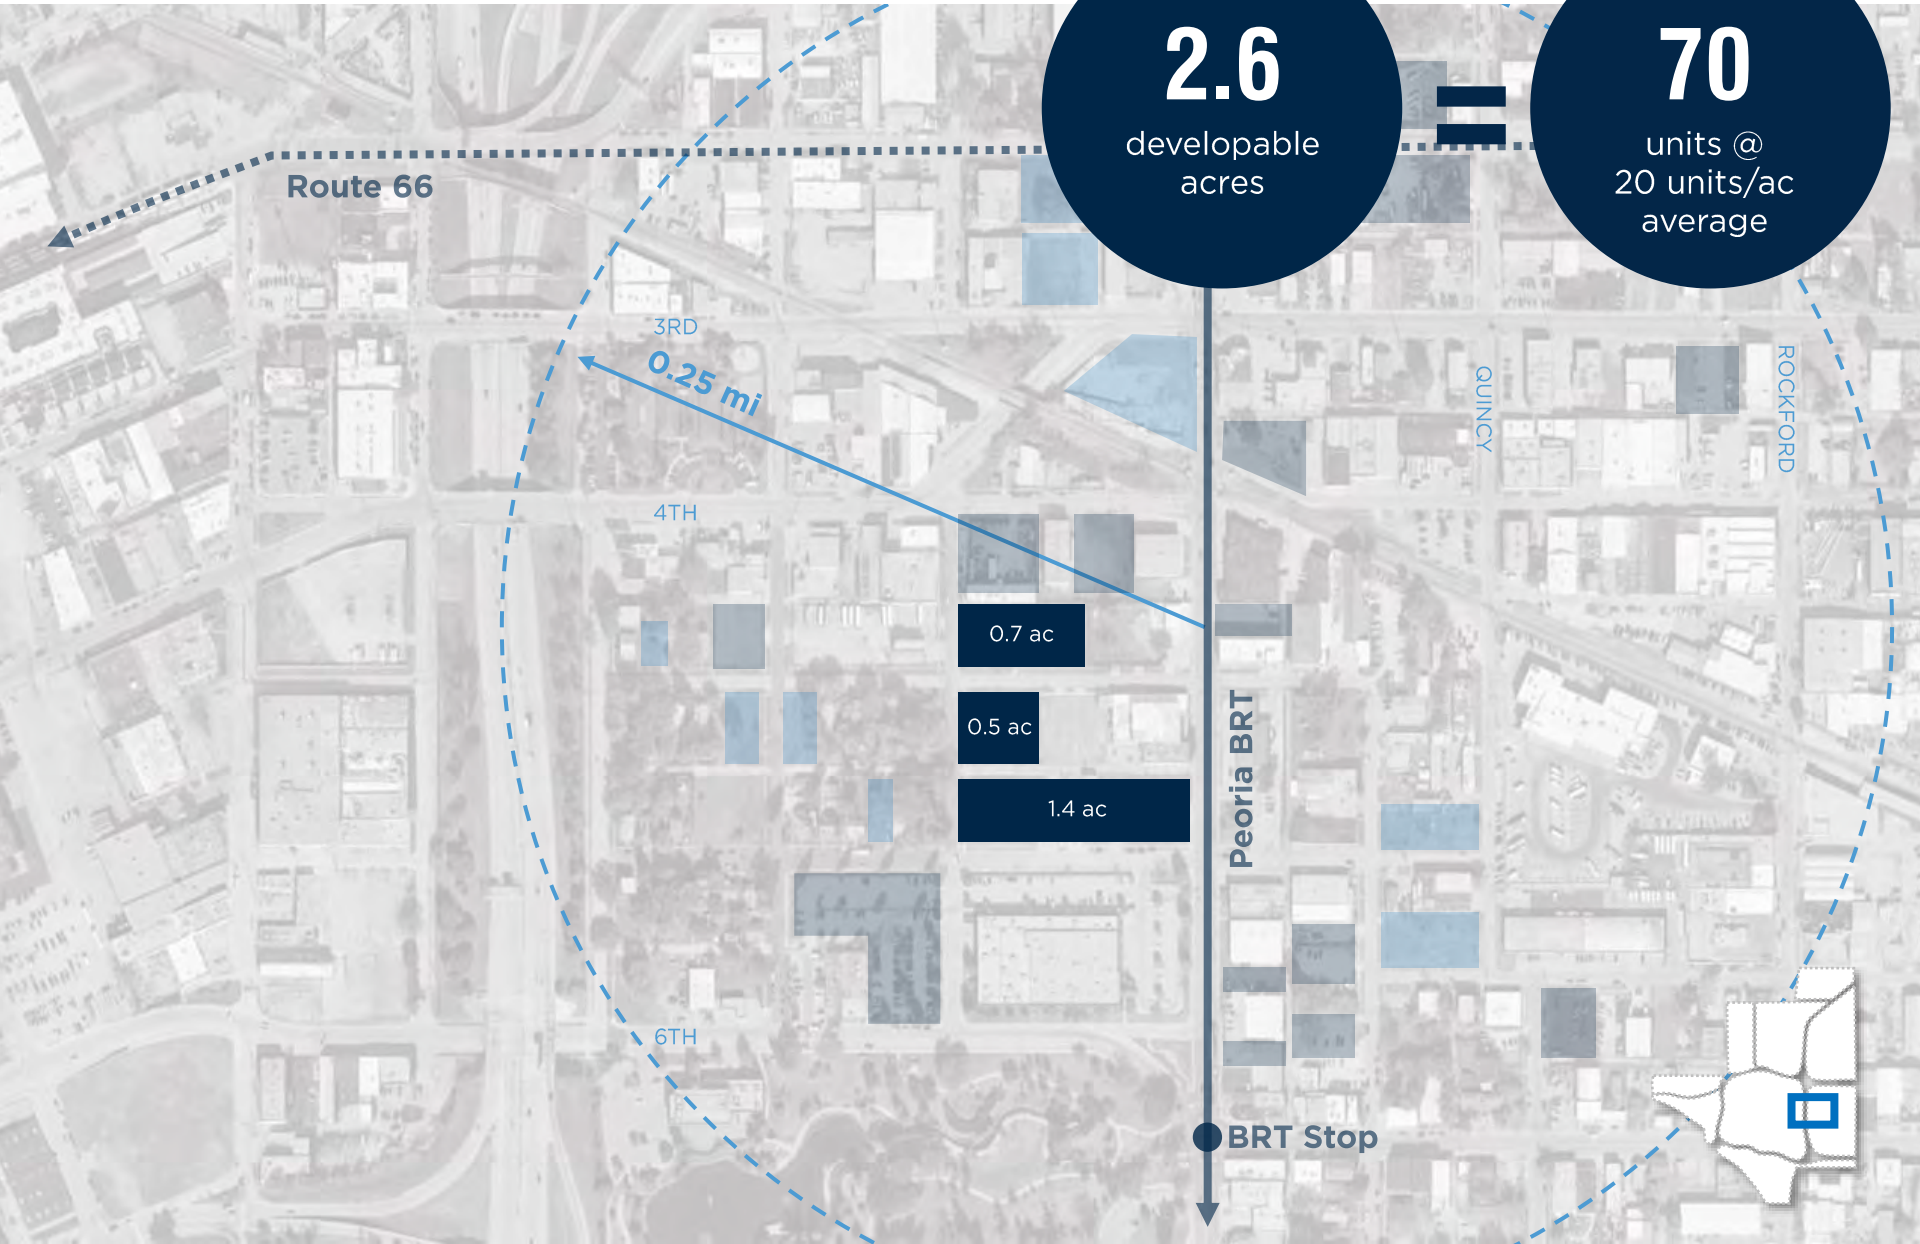 2.6
developable
acres
=
70
units @
20 units/ac
average
Route 66
3RD
0.25 mi
QUINCY
ROCKFORD
4TH
0.7 ac
0.5 ac
1.4 ac
Peoria BRT
6TH
BRT Stop